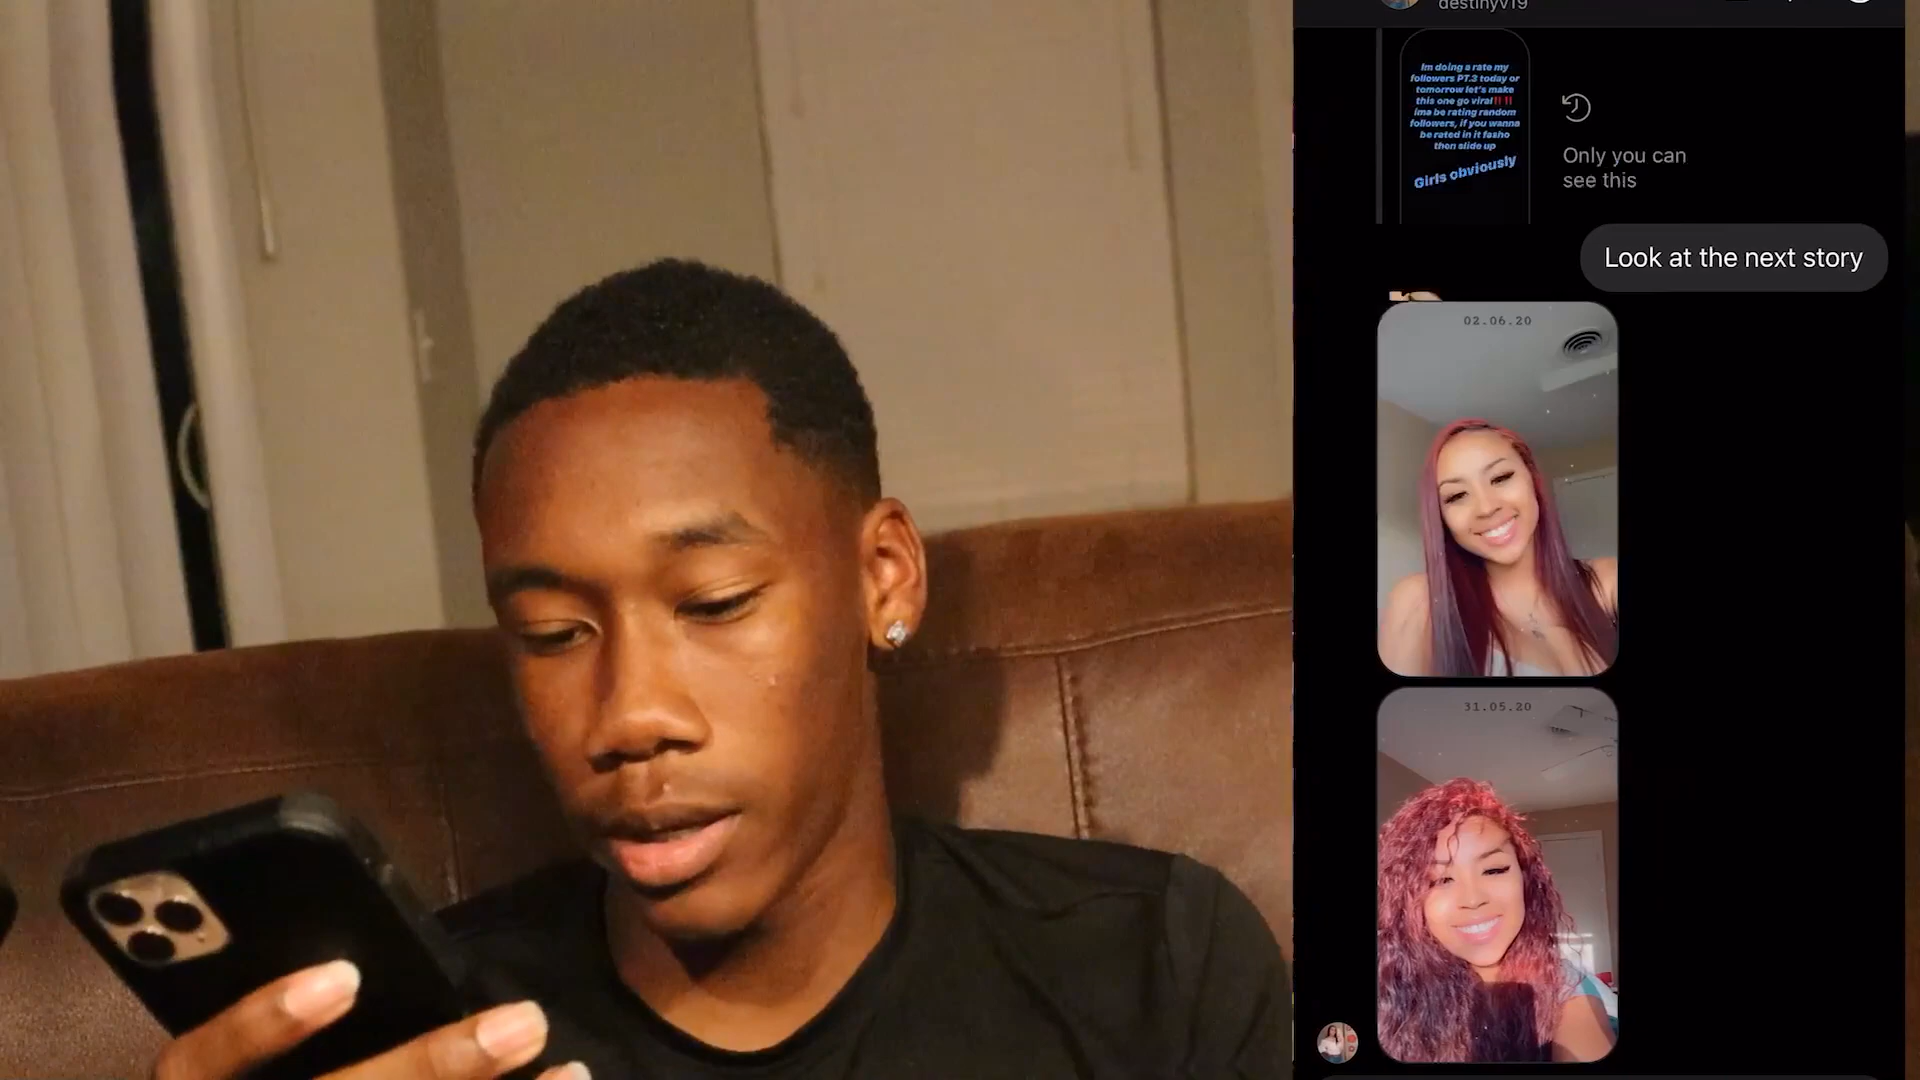 destinyv19
Im doing a rate my
followers PT.3 today or
tomorrow let's make
this one go viral‼️‼️
ima be rating random
followers, if you wanna
be rated in it fasho
then slide up
Girls obviously
Only you can
see this
Look at the next story
02.06.20
31.05.20